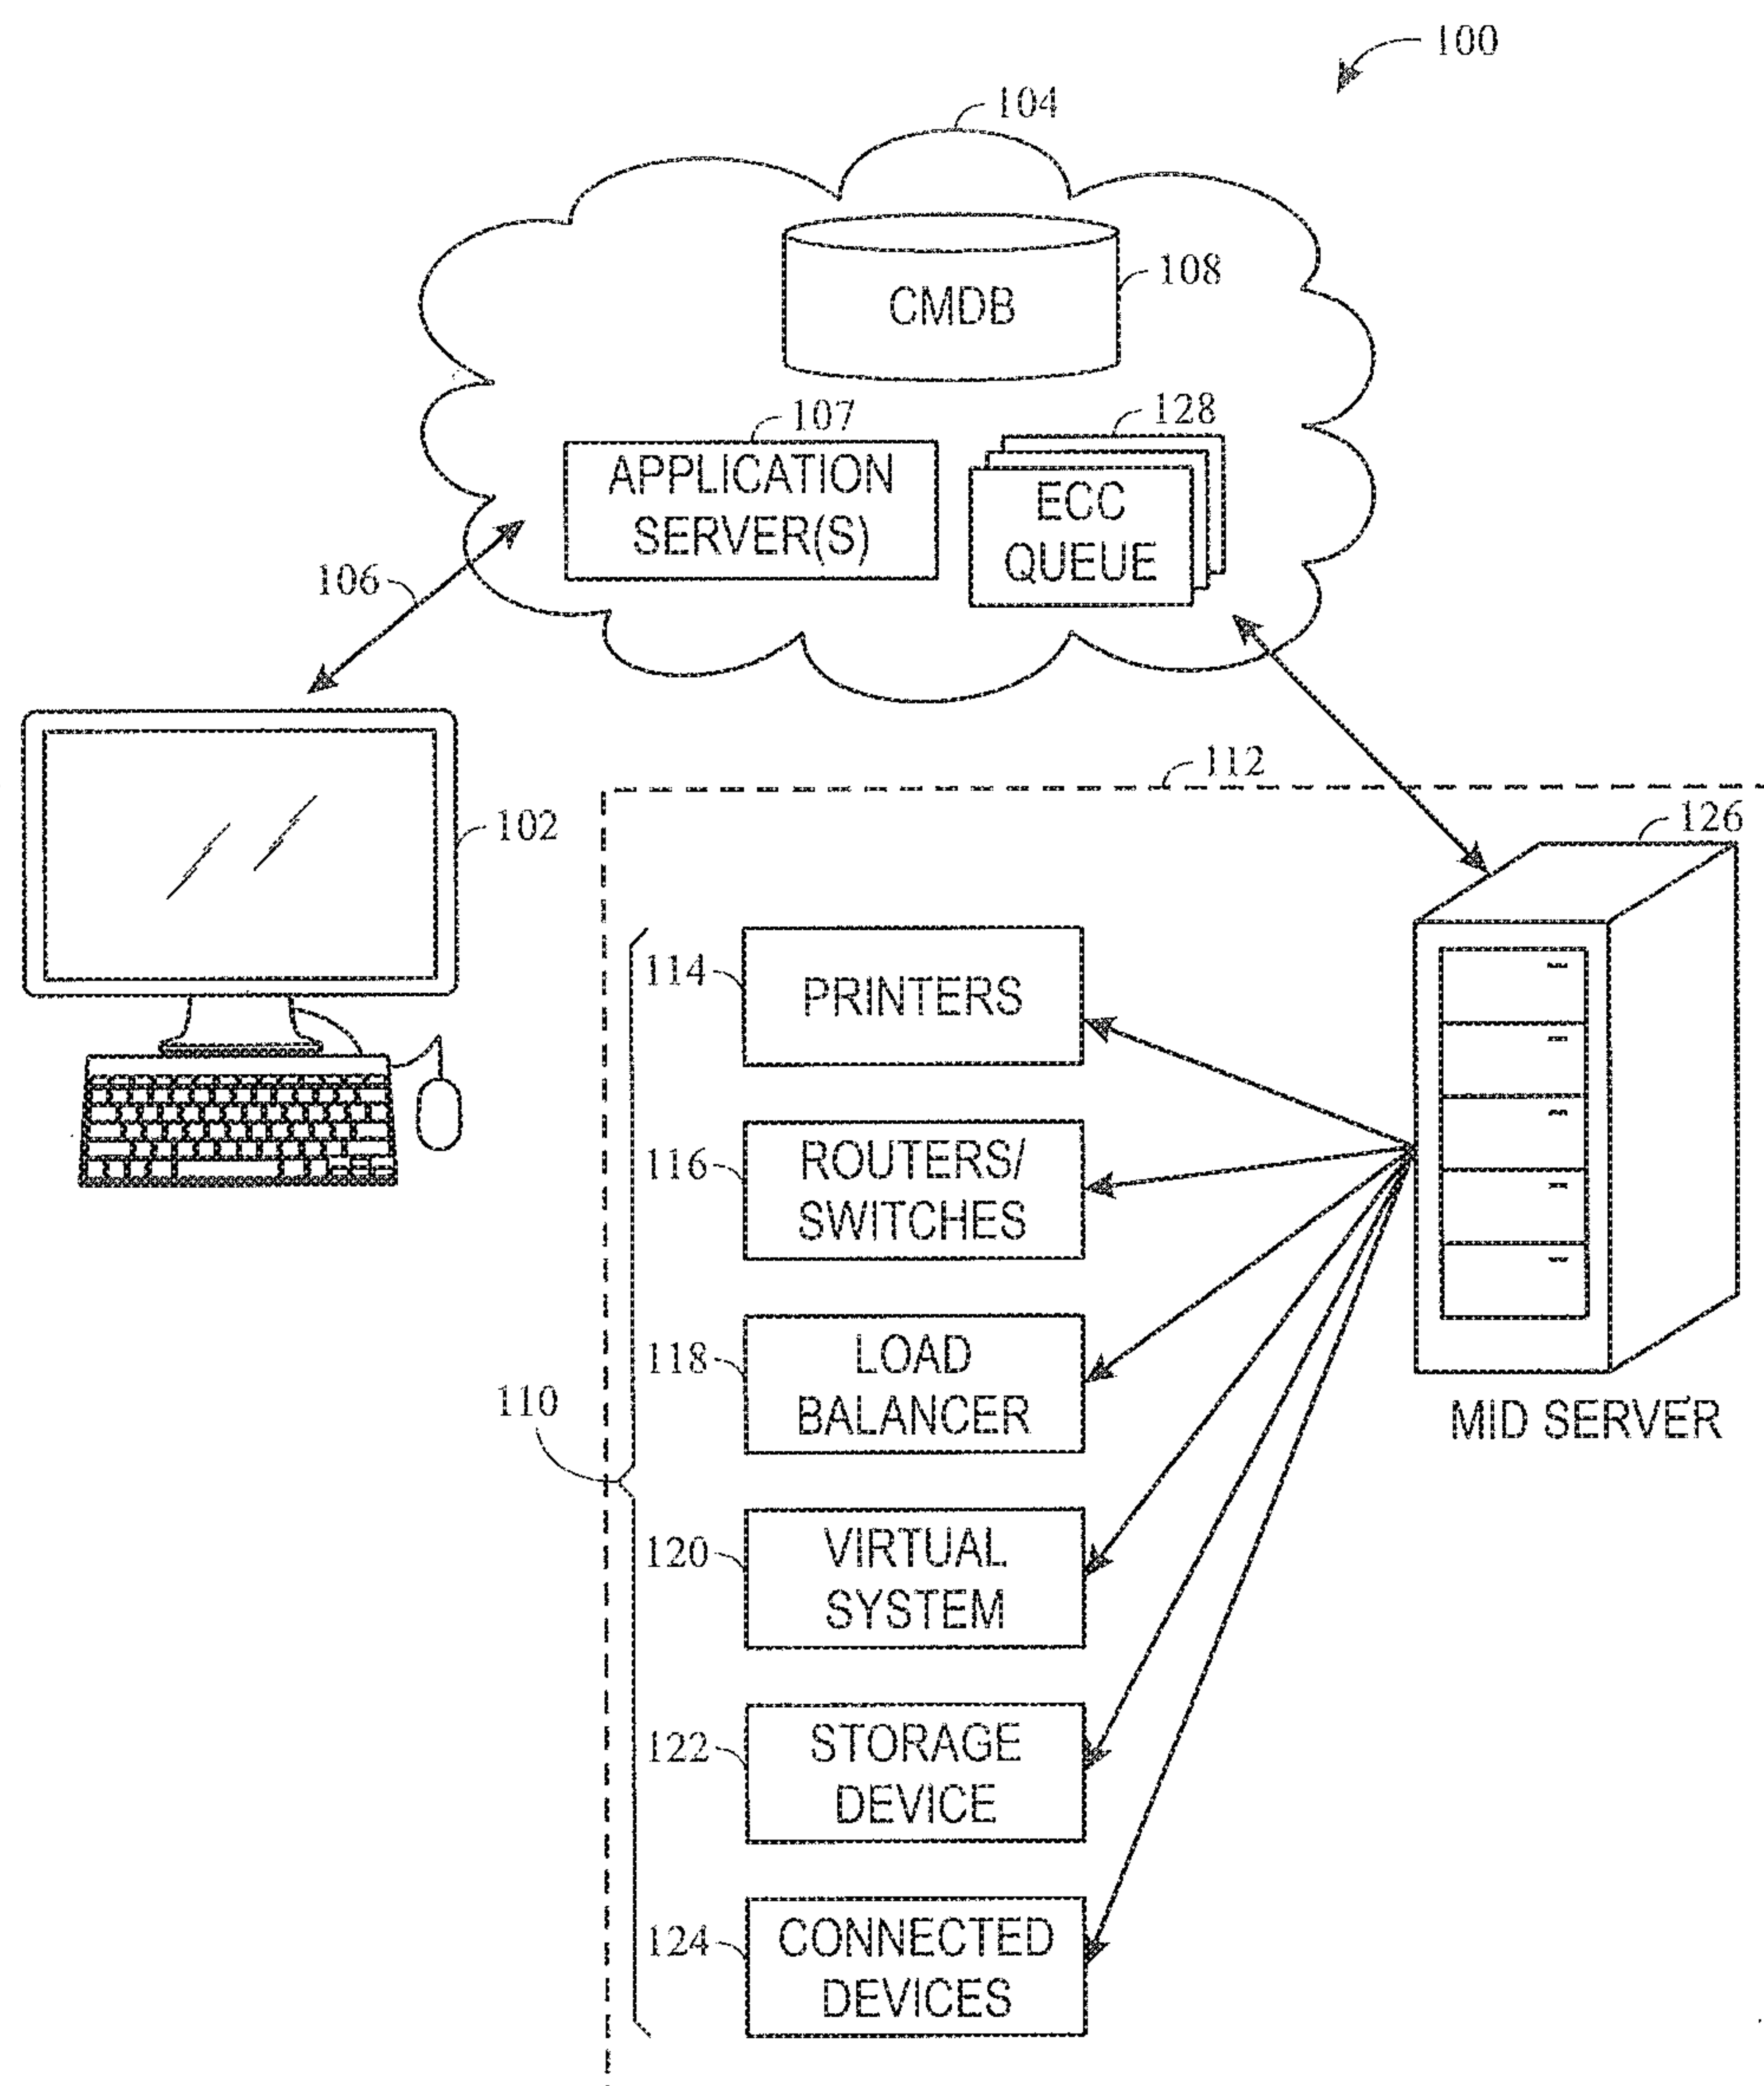 100
104
CMDB
108
107
128
APPLICATION
SERVER(S)
ECC
QUEUE
106
112
102
126
114
PRINTERS
116
ROUTERS/
SWITCHES
118
LOAD
BALANCER
110
MID SERVER
120
VIRTUAL
SYSTEM
122
STORAGE
DEVICE
124
CONNECTED
DEVICES